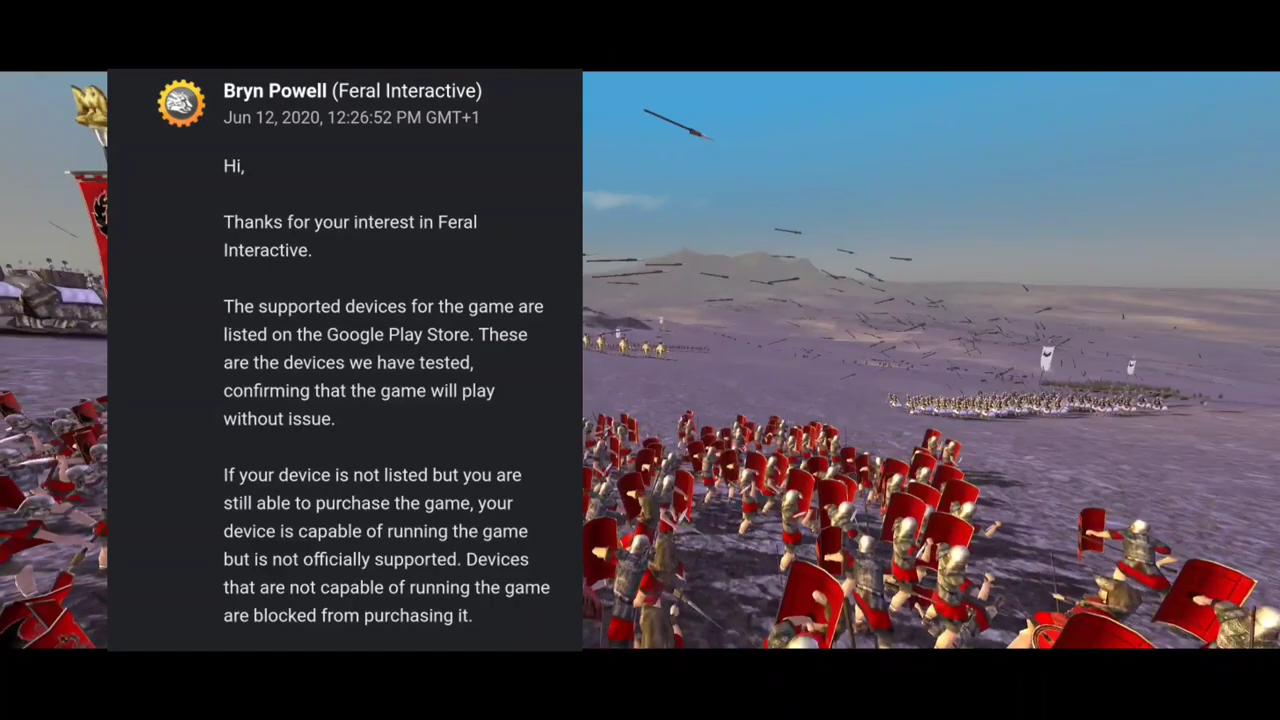 Bryn Powell (Feral Interactive)
Jun 12, 2020, 12:26:52 PM GMT+1
Hi,
Thanks for your interest in Feral
Interactive.
The supported devices for the game are
listed on the Google Play Store. These
are the devices we have tested,
confirming that the game will play
without issue.
If your device is not listed but you are
still able to purchase the game, your
device is capable of running the game
but is not officially supported. Devices
that are not capable of running the game
are blocked from purchasing it.